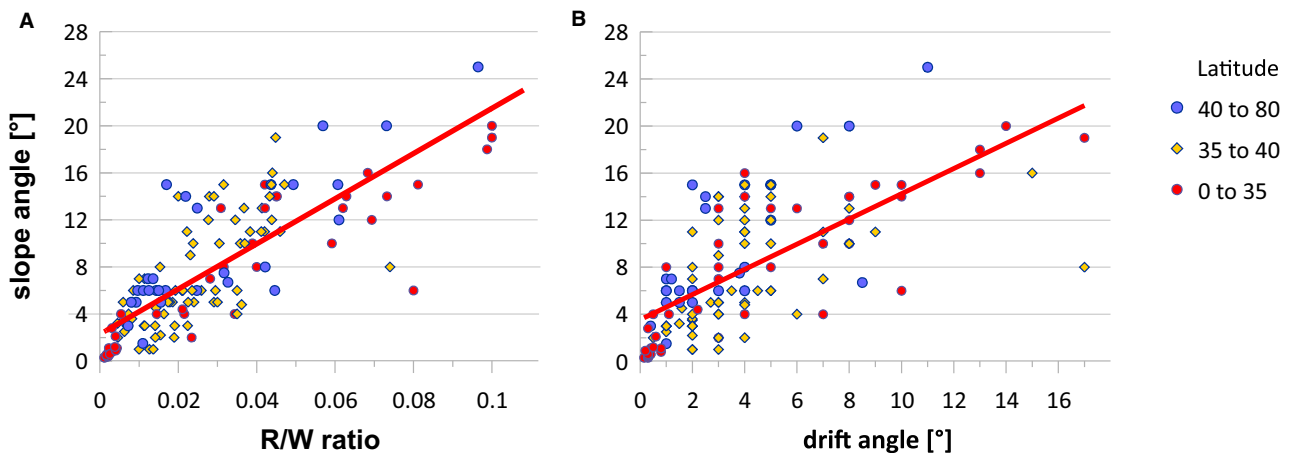 A
B
28
24
20
16
12
8
4
0
slope angle [°]
0 0.02 0.04 0.06 0.08 0.1
R/W ratio
28
24
20
16
12
8
4
0
0 2 4 6 8 10 12 14 16
drift angle [°]
Latitude
40 to 80
35 to 40
0 to 35